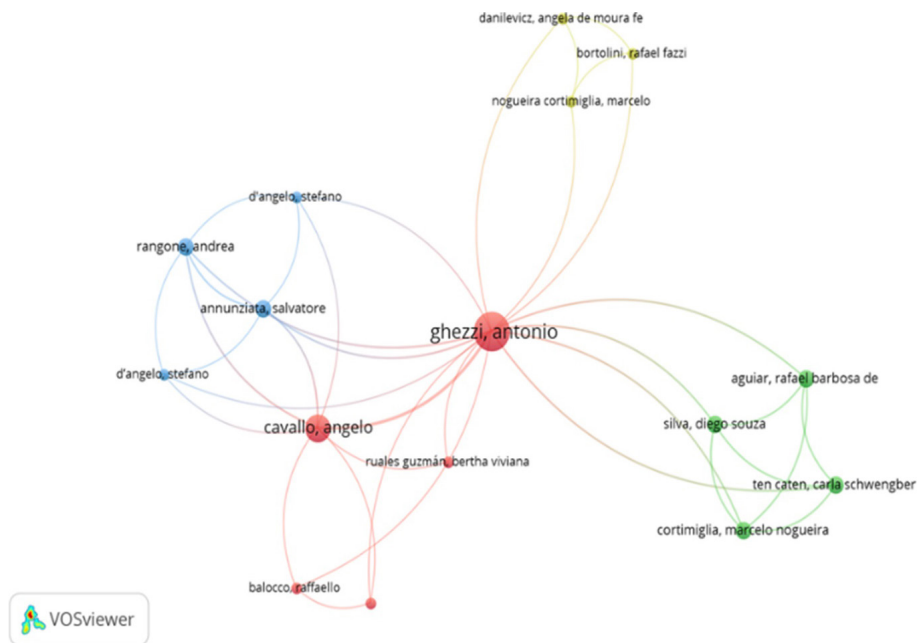 danilevicz, angela de moura fe
bortolini, rafael fazzi
nogueira cortimiglia, marcelo
d'angelo, stefano
rangone, andrea
annunziata, salvatore
ghezzi, antonio
d'angelo, stefano
aguiar, rafael barbosa de
cavallo, angelo
silva, diego souza
ruales guzmán, bertha viviana
ten caten, carla schwengber
cortimiglia, marcelo nogueira
balocco, raffaello
VOSviewer